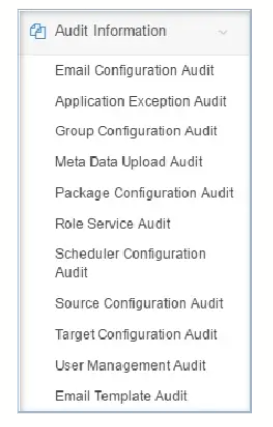 Audit Information
Email Configuration Audit
Application Exception Audit
Group Configuration Audit
Meta Data Upload Audit
Package Configuration Audit
Role Service Audit
Scheduler Configuration
Audit
Source Configuration Audit
Target Configuration Audit
User Management Audit
Email Template Audit